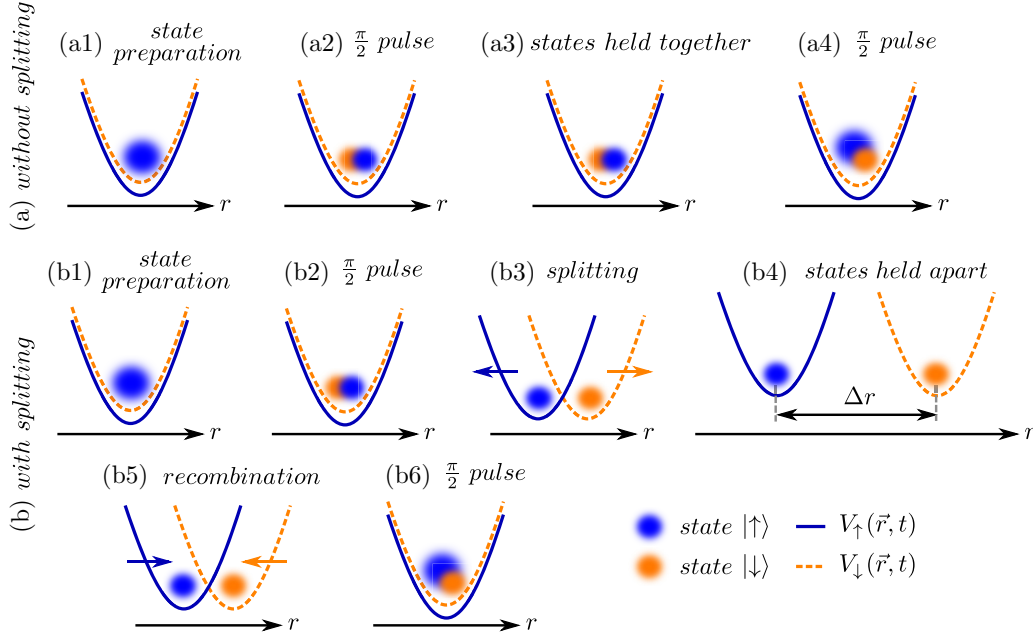 (a) without splitting
(a1) state preparation
(a2) π/2 pulse
(a3) states held together
(a4) π/2 pulse
r
r
r
r
(b) with splitting
(b1) state preparation
(b2) π/2 pulse
(b3) splitting
(b4) states held apart
Δr
r
r
r
r
(b5) recombination
(b6) π/2 pulse
r
r
state |↑⟩
V↑(r⃗, t)
state |↓⟩
V↓(r⃗, t)